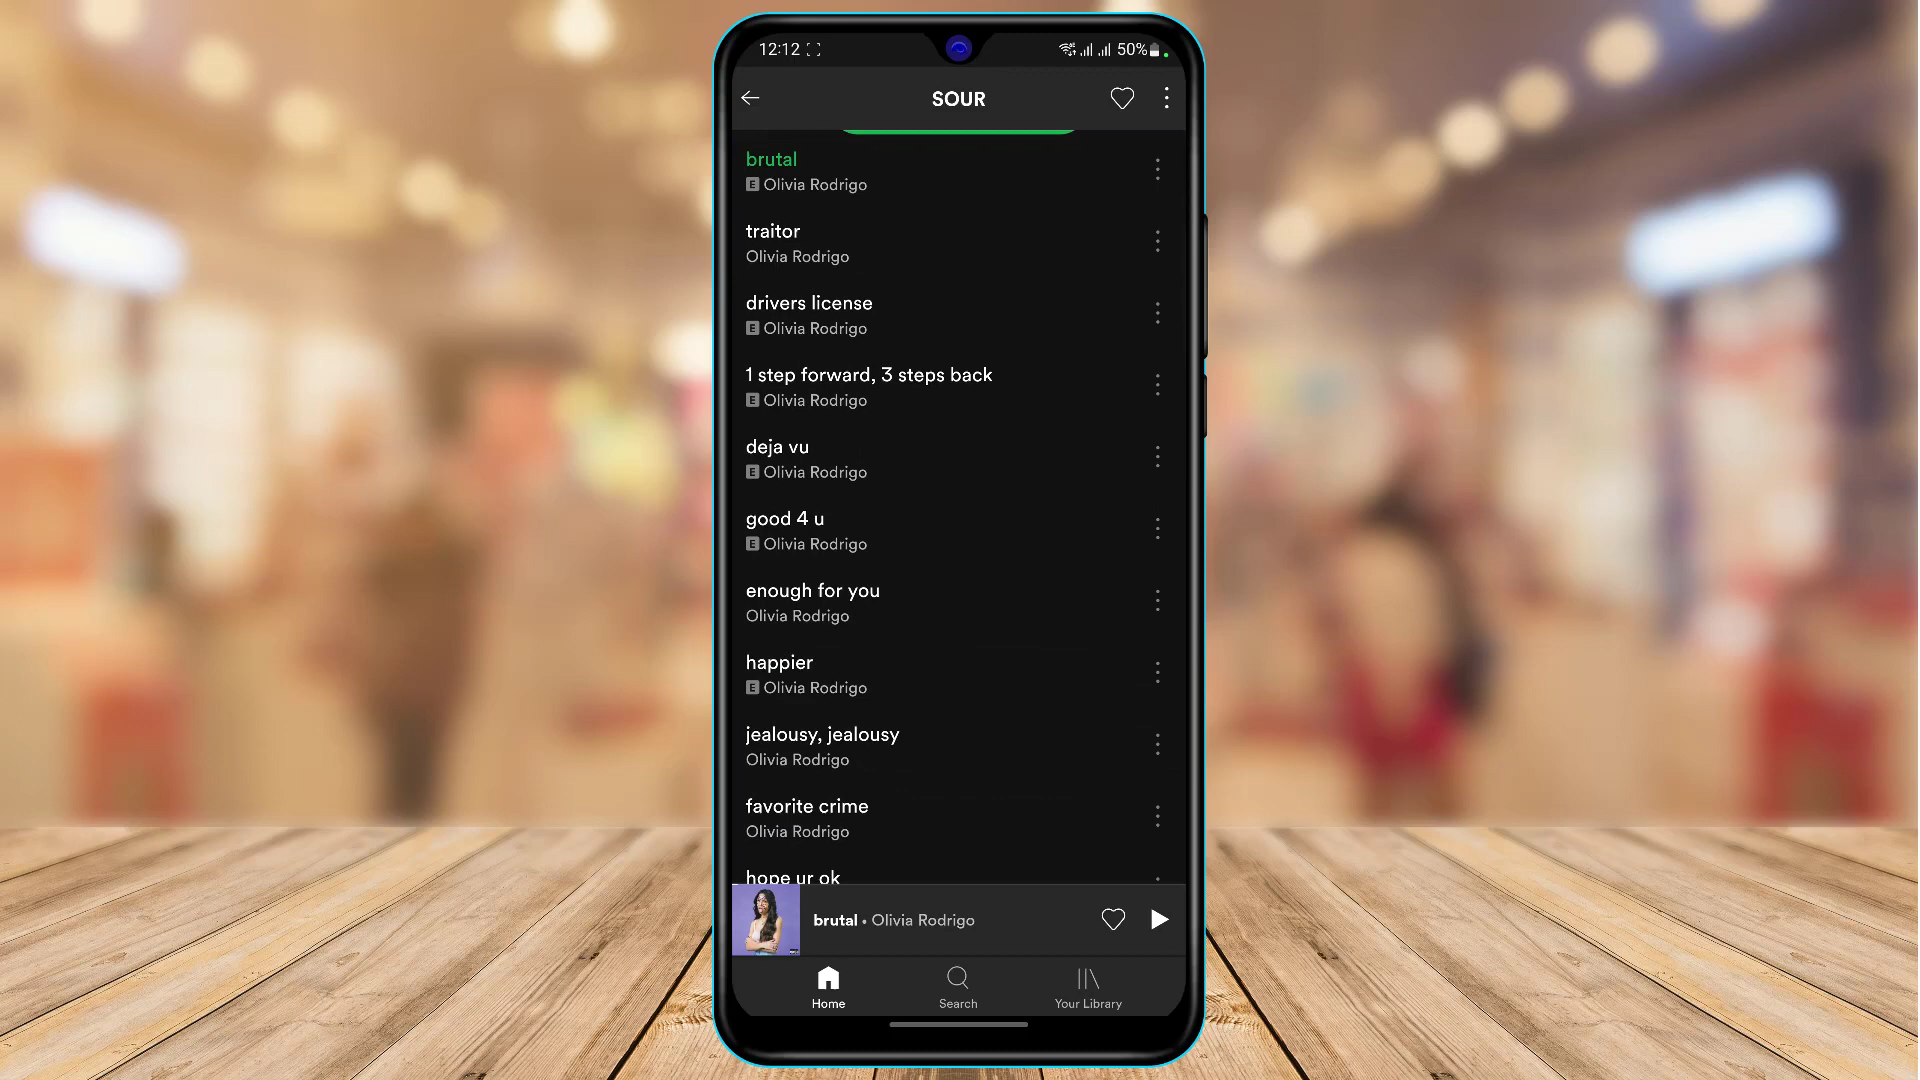 12:12 50%
SOUR
brutal
E Olivia Rodrigo
traitor
Olivia Rodrigo
drivers license
E Olivia Rodrigo
1 step forward, 3 steps back
E Olivia Rodrigo
deja vu
E Olivia Rodrigo
good 4 u
E Olivia Rodrigo
enough for you
Olivia Rodrigo
happier
E Olivia Rodrigo
jealousy, jealousy
Olivia Rodrigo
favorite crime
Olivia Rodrigo
hope ur ok
brutal • Olivia Rodrigo
Home Search Your Library